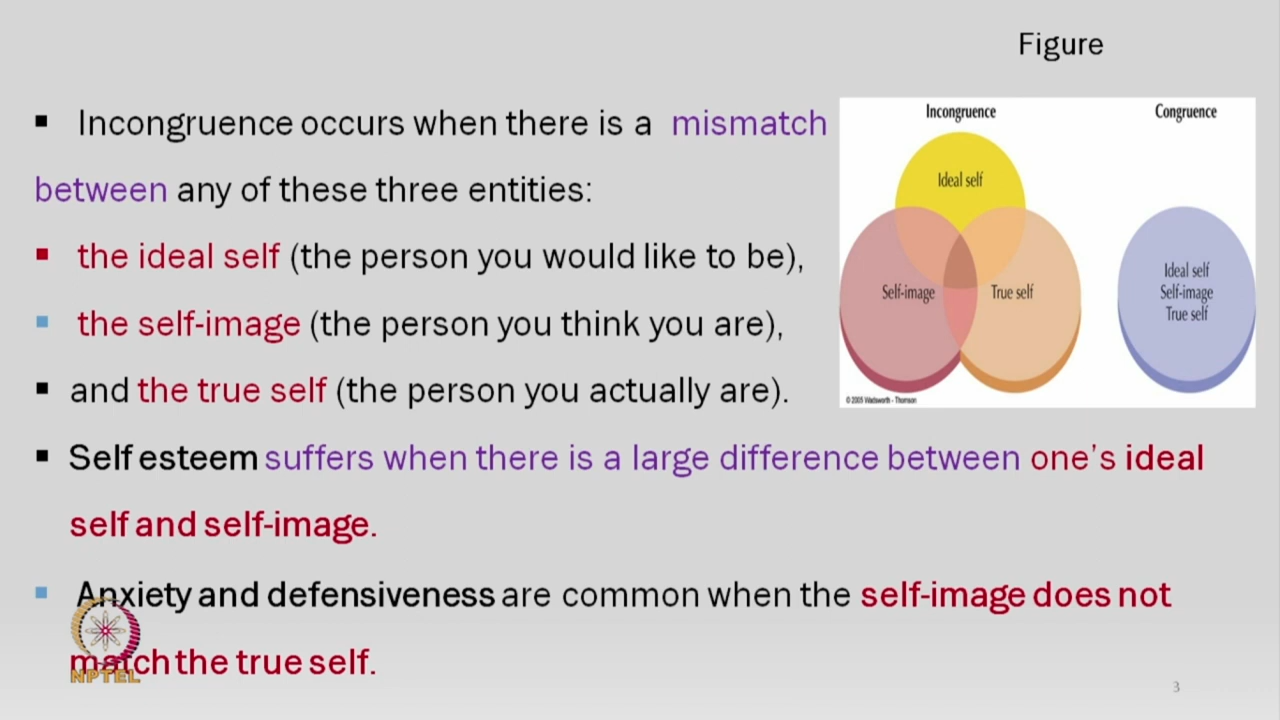 Figure
▪ Incongruence occurs when there is a mismatch
between any of these three entities:
▪ the ideal self (the person you would like to be),
▪ the self-image (the person you think you are),
▪ and the true self (the person you actually are).
▪ Self esteem suffers when there is a large difference between one's ideal
self and self-image.
▪ Anxiety and defensiveness are common when the self-image does not
match the true self.
Incongruence
Congruence
Ideal self
Self-image
True self
Ideal self
Self-image
True self
© 2005 Wadsworth - Thomson
NPTEL
3